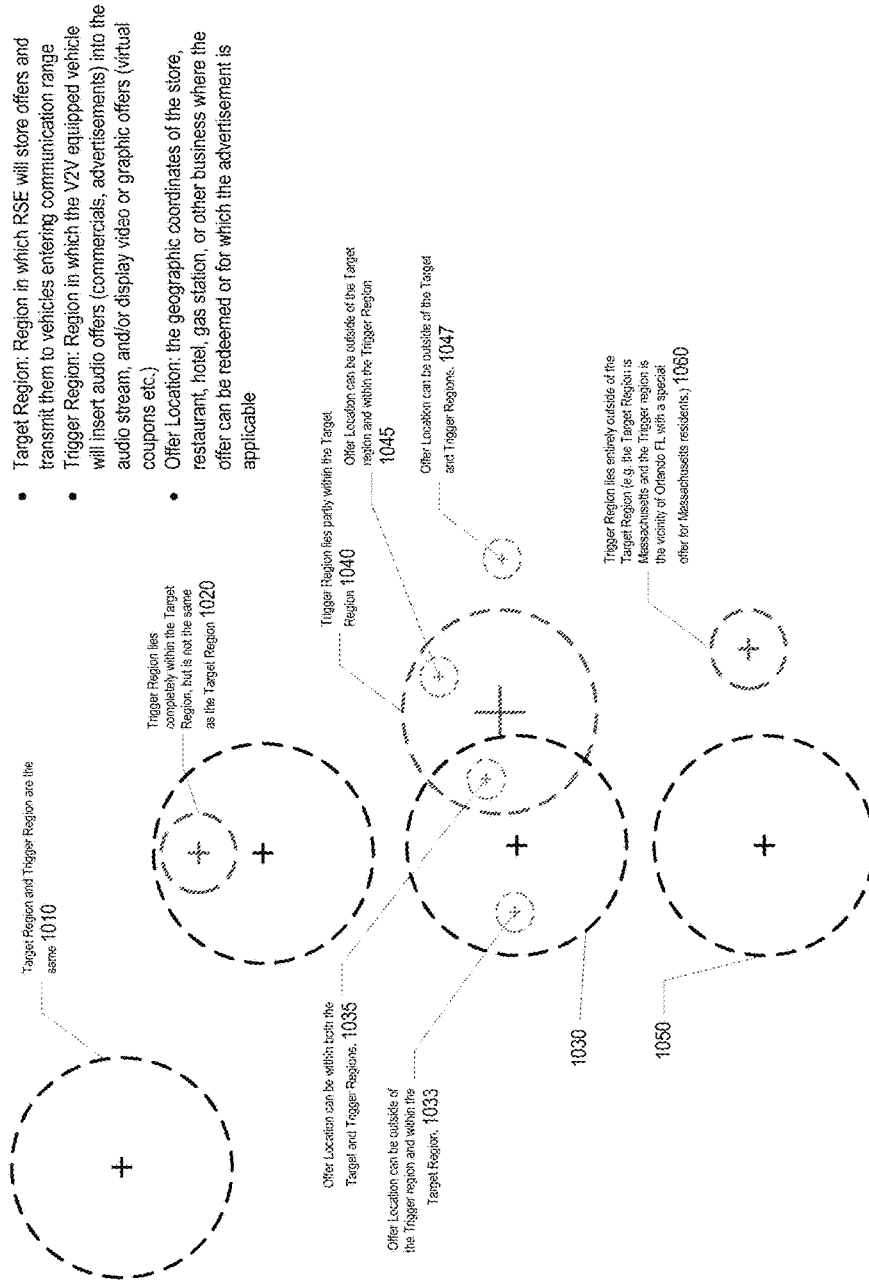 • Target Region: Region in which RSE will store offers and
transmit them to vehicles entering communication range
• Trigger Region: Region in which the V2V equipped vehicle
will insert audio offers (commercials, advertisements) into the
audio stream, and/or display video or graphic offers (virtual
coupons etc.)
• Offer Location: the geographic coordinates of the store,
restaurant, hotel, gas station, or other business where the
offer can be redeemed or for which the advertisement is
applicable
Target Region and Trigger Region are the
same 1010
Trigger Region lies
completely within the Target
Region, but is not the same
as the Target Region 1020
Trigger Region lies partly within the Target
Region 1040
Offer Location can be outside of the Target
region and within the Trigger Region
1045
Offer Location can be outside of the Target
and Trigger Regions. 1047
Offer Location can be within both the
Target and Trigger Regions. 1035
Offer Location can be outside of
the Trigger region and within the
Target Region. 1033
1030
1050
Trigger Region lies entirely outside of the
Target Region (e.g. the Target Region is
Massachusetts and the Trigger region is
the vicinity of Orlando FL with a special
offer for Massachusetts residents.) 1060